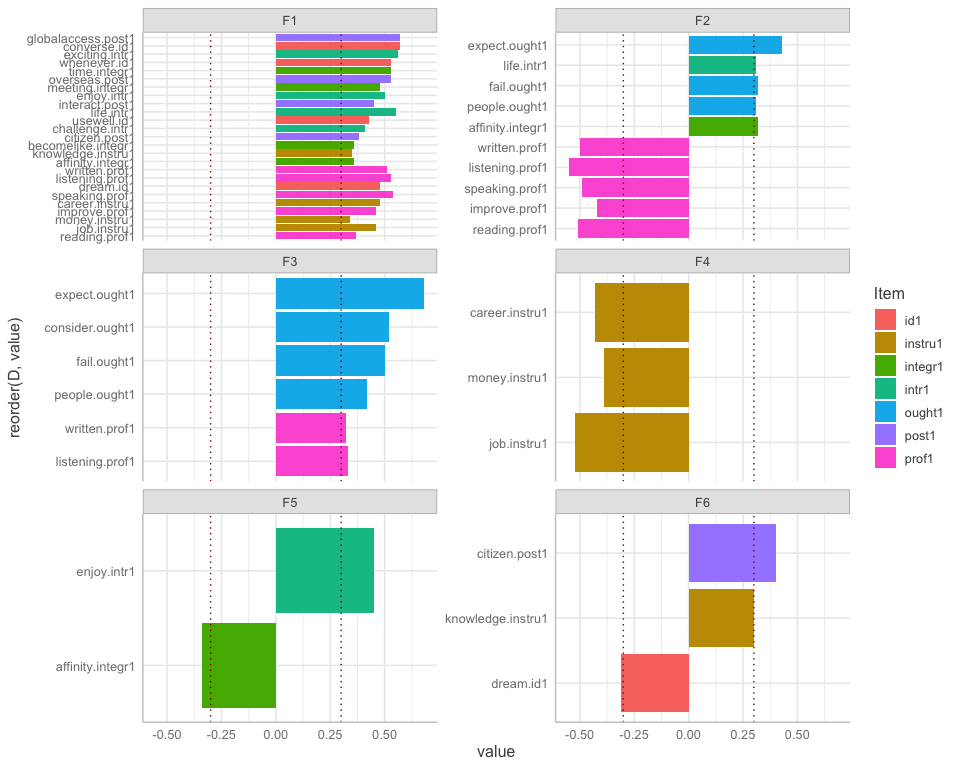 F1
globalaccess.post1
converse.id1
exciting.intr1
whenever.id1
time.integr1
overseas.post1
meeting.integr1
enjoy.intr1
interact.post1
life.intr1
usewell.id1
challenge.intr1
citizen.post1
becomelike.integr1
knowledge.instru1
affinity.integr1
written.prof1
listening.prof1
dream.id1
speaking.prof1
career.instru1
improve.prof1
money.instru1
job.instru1
reading.prof1
F2
expect.ought1
life.intr1
fail.ought1
people.ought1
affinity.integr1
written.prof1
listening.prof1
speaking.prof1
improve.prof1
reading.prof1
F3
expect.ought1
consider.ought1
fail.ought1
people.ought1
written.prof1
listening.prof1
F4
career.instru1
money.instru1
job.instru1
F5
enjoy.intr1
affinity.integr1
-0.50 -0.25 0.00 0.25 0.50
F6
citizen.post1
knowledge.instru1
dream.id1
-0.50 -0.25 0.00 0.25 0.50
value
reorder(D, value)
Item
id1
instru1
integr1
intr1
ought1
post1
prof1